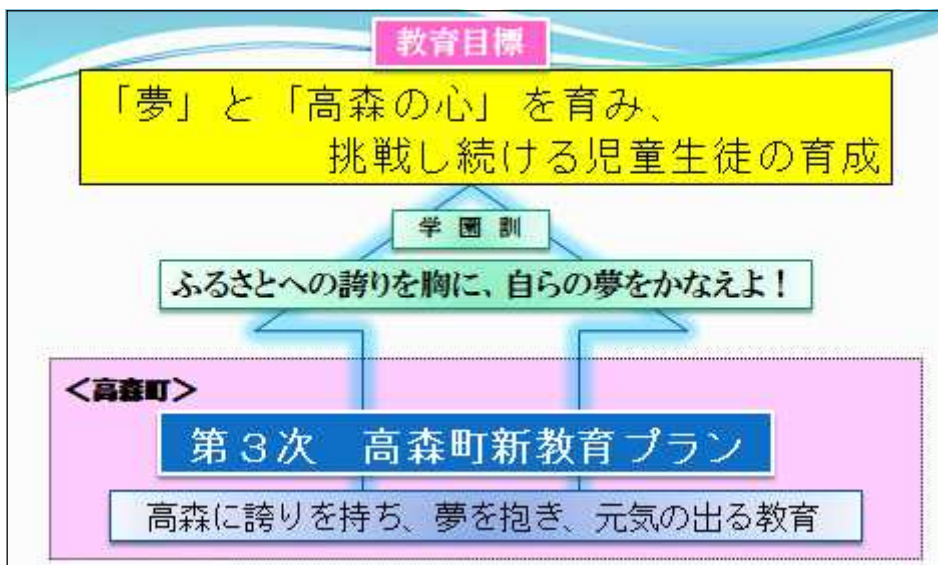 教育目標
「夢」と「高森の心」を育み、
挑戦し続ける児童生徒の育成
学園訓
ふるさとへの誇りを胸に、自らの夢をかなえよ！
＜高森町＞
第３次　高森町新教育プラン
高森に誇りを持ち、夢を抱き、元気の出る教育